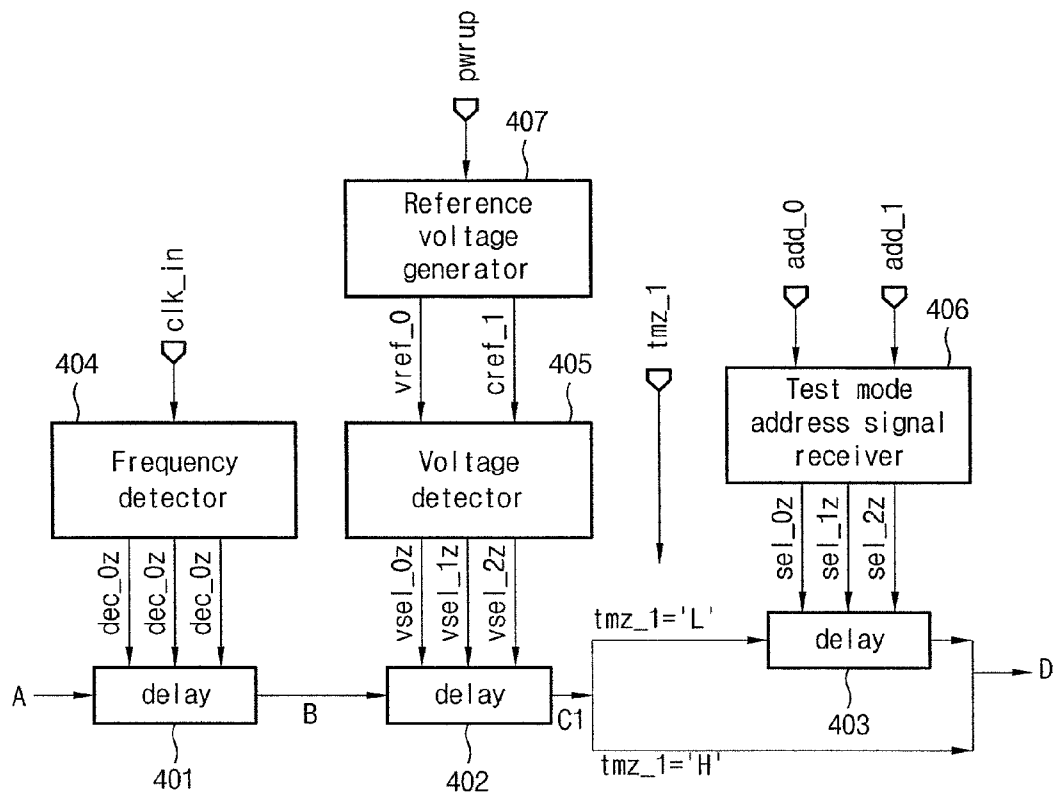 pwrup
407
Reference
voltage
generator
add_0
add_1
clk_in
tmz_1
406
404
vref_0
cref_1
405
Test mode
address signal
receiver
Frequency
detector
Voltage
detector
sel_0z
sel_1z
sel_2z
dec_0z
dec_0z
dec_0z
vsel_0z
vsel_1z
vsel_2z
tmz_1='L'
delay
A
delay
B
delay
C1
D
403
tmz_1='H'
401
402